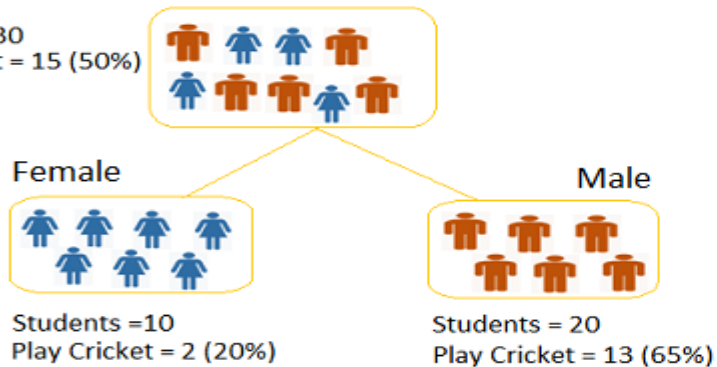 30
= 15 (50%)
Female
Male
Students =10
Play Cricket = 2 (20%)
Students = 20
Play Cricket = 13 (65%)